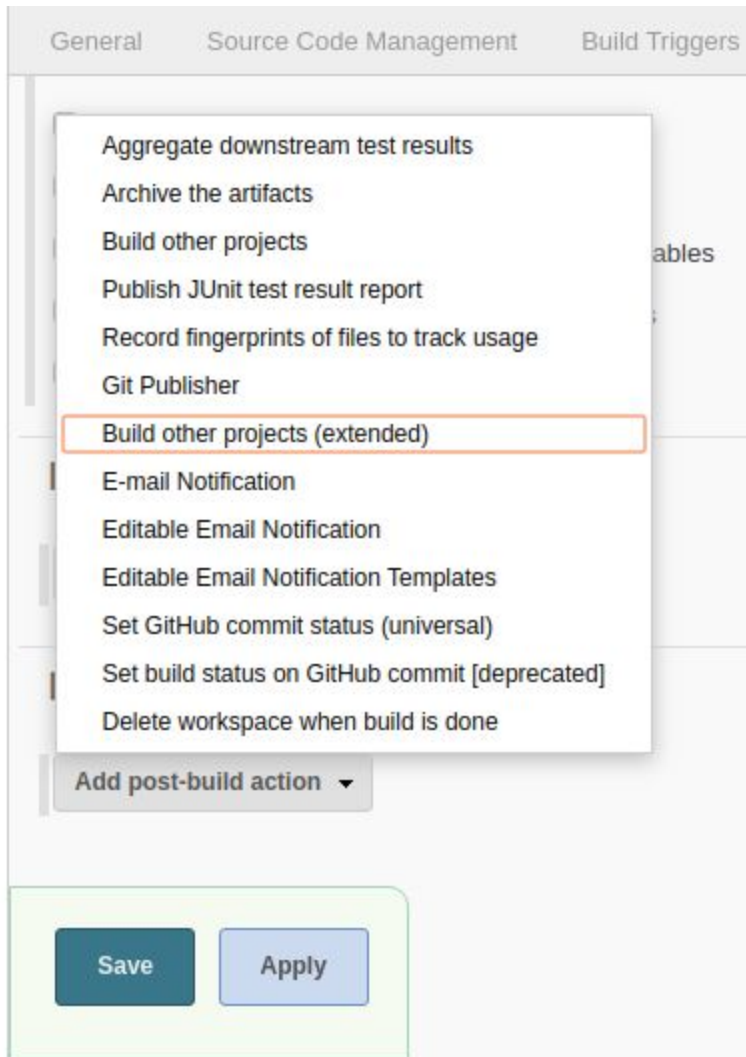 General Source Code Management Build Triggers
Aggregate downstream test results
Archive the artifacts
Build other projects
ables
Publish JUnit test result report
Record fingerprints of files to track usage
Git Publisher
Build other projects (extended)
E-mail Notification
Editable Email Notification
Editable Email Notification Templates
Set GitHub commit status (universal)
Set build status on GitHub commit [deprecated]
Delete workspace when build is done
Add post-build action
Save Apply